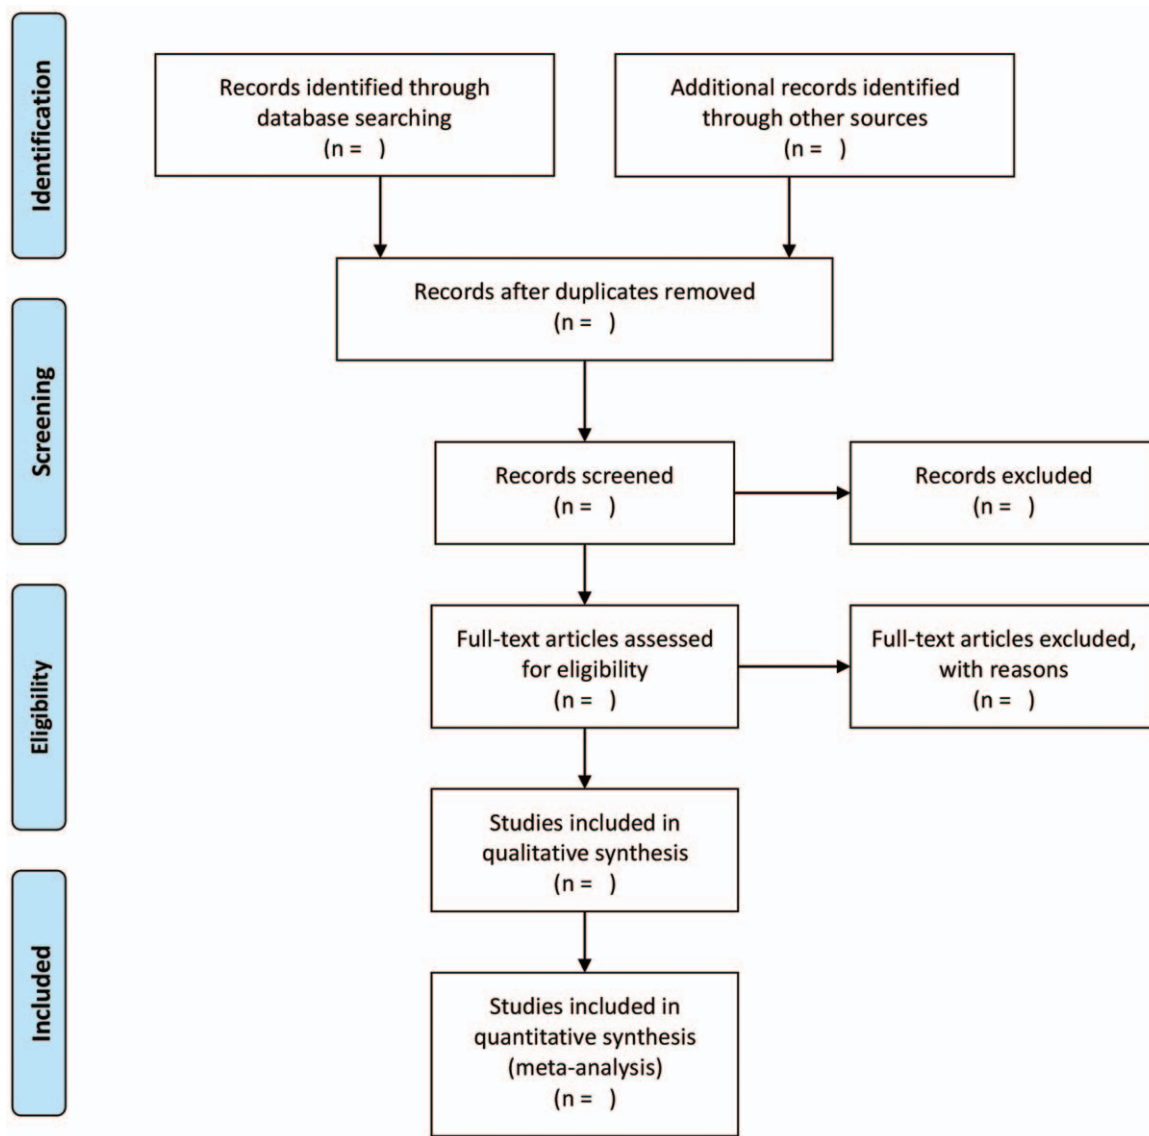 Identification
Records identified through
database searching
(n =   )
Additional records identified
through other sources
(n =   )
Records after duplicates removed
(n =   )
Screening
Records screened
(n =   )
Records excluded
(n =   )
Eligibility
Full-text articles assessed
for eligibility
(n =   )
Full-text articles excluded,
with reasons
(n =   )
Studies included in
qualitative synthesis
(n =   )
Included
Studies included in
quantitative synthesis
(meta-analysis)
(n =   )